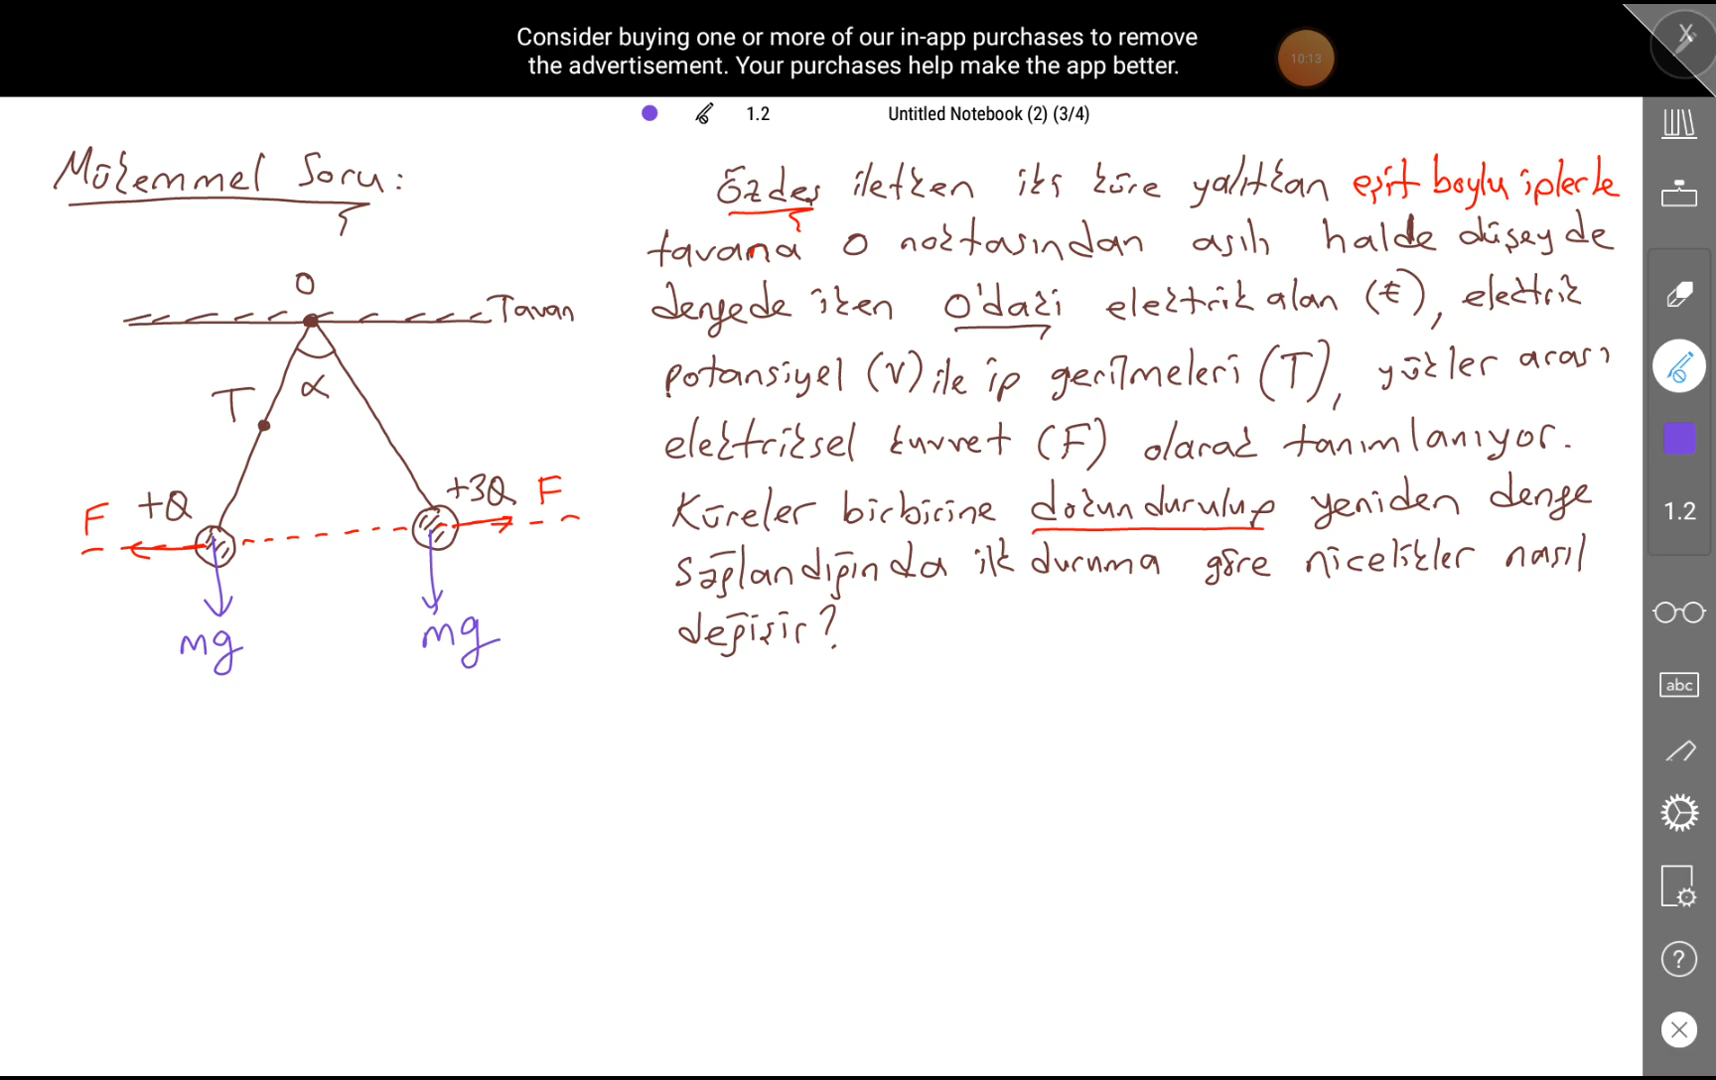 Consider buying one or more of our in-app purchases to remove
the advertisement. Your purchases help make the app better.
10:13
X
1.2
Untitled Notebook (2) (3/4)
Mükemmel Soru:
O
Tavan
T
α
F +Q
+3Q F
mg
mg
Özdeş iletken iki küre yalıtkan eşit boylu iplerle
tavana O noktasından asılı halde düşeyde
dengede iken O'daki elektrik alan (E), elektrik
potansiyel (V) ile ip gerilmeleri (T), yükler arası
elektriksel kuvvet (F) olarak tanımlanıyor.
Küreler birbirine dokundurulup yeniden denge
sağlandığında ilk duruma göre nicelikler nasıl
değişir?
1.2
abc
?